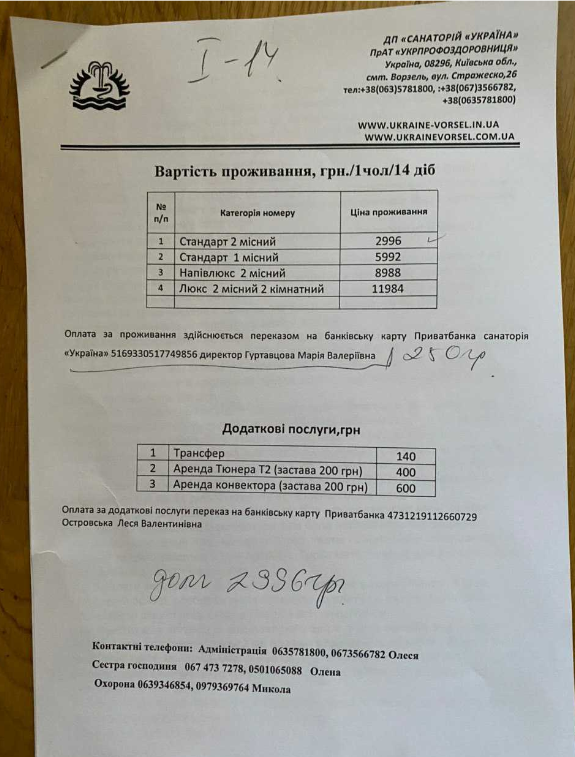 I-14
ДП «САНАТОРІЙ «УКРАЇНА»
ПрАТ «УКРПРОФОЗДОРОВНИЦЯ»
Україна, 08296, Київська обл.,
смт. Ворзель, вул. Стражеско,26
тел:+38(063)5781800, :+38(067)3566782,
+38(0635781800)
WWW.UKRAINE-VORSEL.IN.UA
WWW.UKRAINEVORSEL.COM.UA
Вартість проживання, грн./1чол/14 діб
№ п/п Категорія номеру Ціна проживання
1 Стандарт 2 місний 2996
2 Стандарт 1 місний 5992
3 Напівлюкс 2 місний 8988
4 Люкс 2 місний 2 кімнатний 11984
Оплата за проживання здійснюється переказом на банківську карту Приватбанка санаторія
«Україна» 5169330517749856 директор Гуртавцова Марія Валеріївна 250гр
Додаткові послуги,грн
1 Трансфер 140
2 Аренда Тюнера Т2 (застава 200 грн) 400
3 Аренда конвектора (застава 200 грн) 600
Оплата за додаткові послуги переказ на банківську карту Приватбанка 4731219112660729
Островська Леся Валентинівна
долг 2996гр
Контактні телефони: Адміністрація 0635781800, 0673566782 Олеся
Сестра господиня 067 473 7278, 0501065088 Олена
Охорона 0639346854, 0979369764 Микола